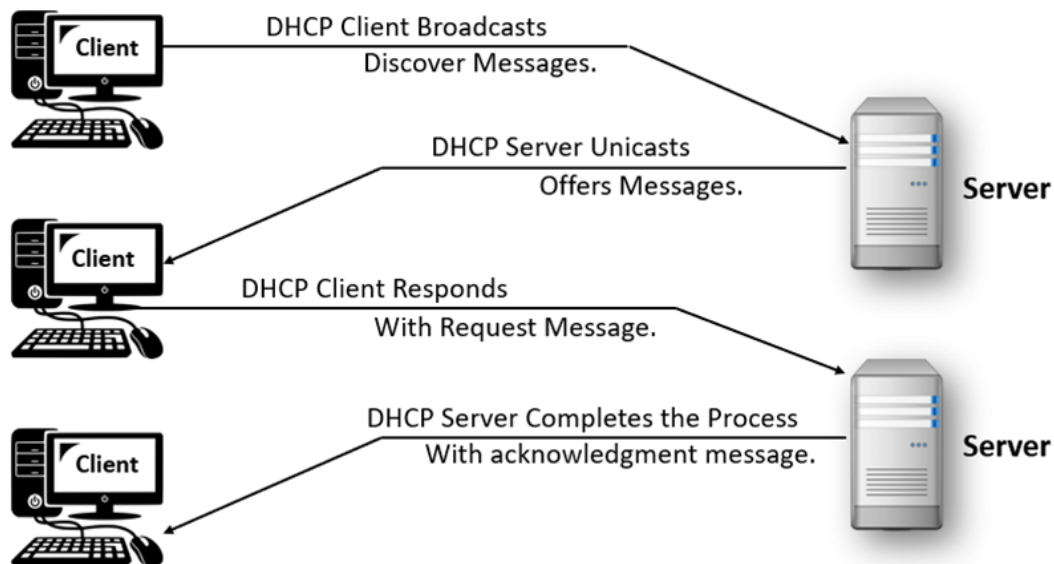 Client
DHCP Client Broadcasts
Discover Messages.
DHCP Server Unicasts
Offers Messages.
Server
Client
DHCP Client Responds
With Request Message.
DHCP Server Completes the Process
With acknowledgment message.
Server
Client